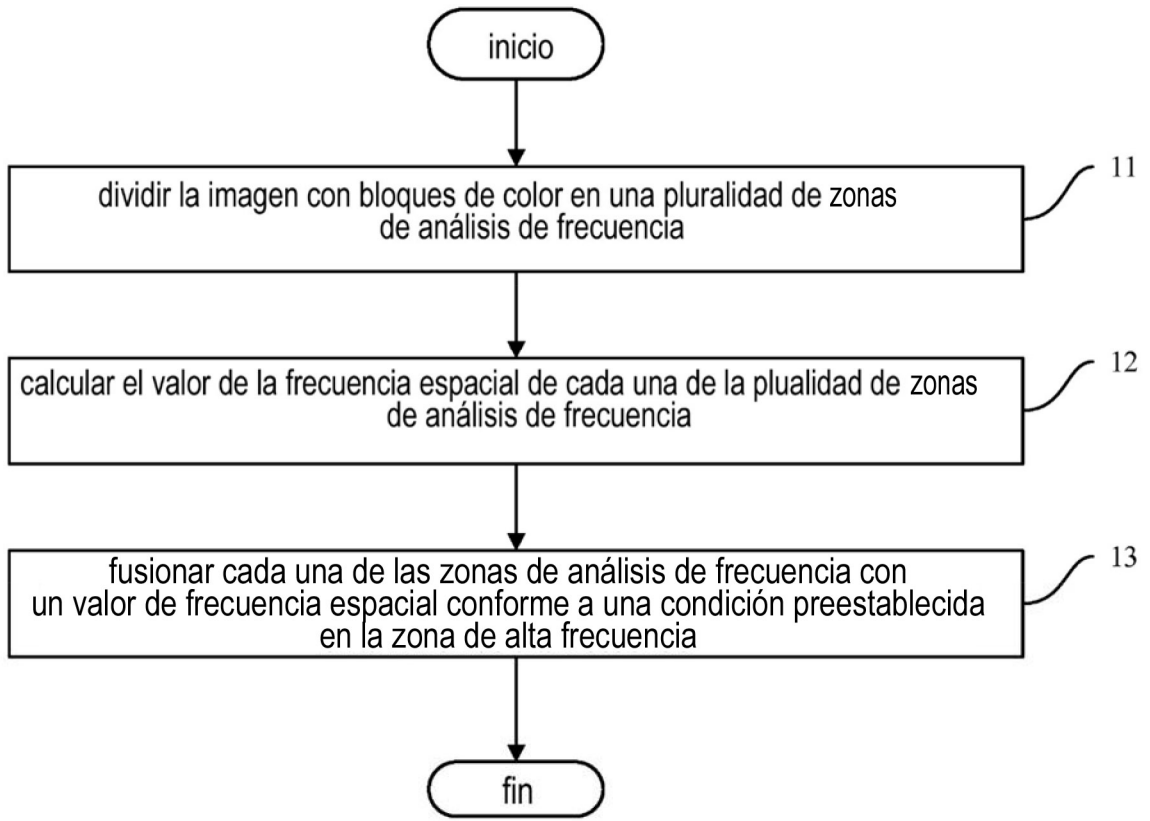 inicio
dividir la imagen con bloques de color en una pluralidad de zonas
de análisis de frecuencia
11
calcular el valor de la frecuencia espacial de cada una de la plualidad de zonas
de análisis de frecuencia
12
fusionar cada una de las zonas de análisis de frecuencia con
un valor de frecuencia espacial conforme a una condición preestablecida
en la zona de alta frecuencia
13
fin